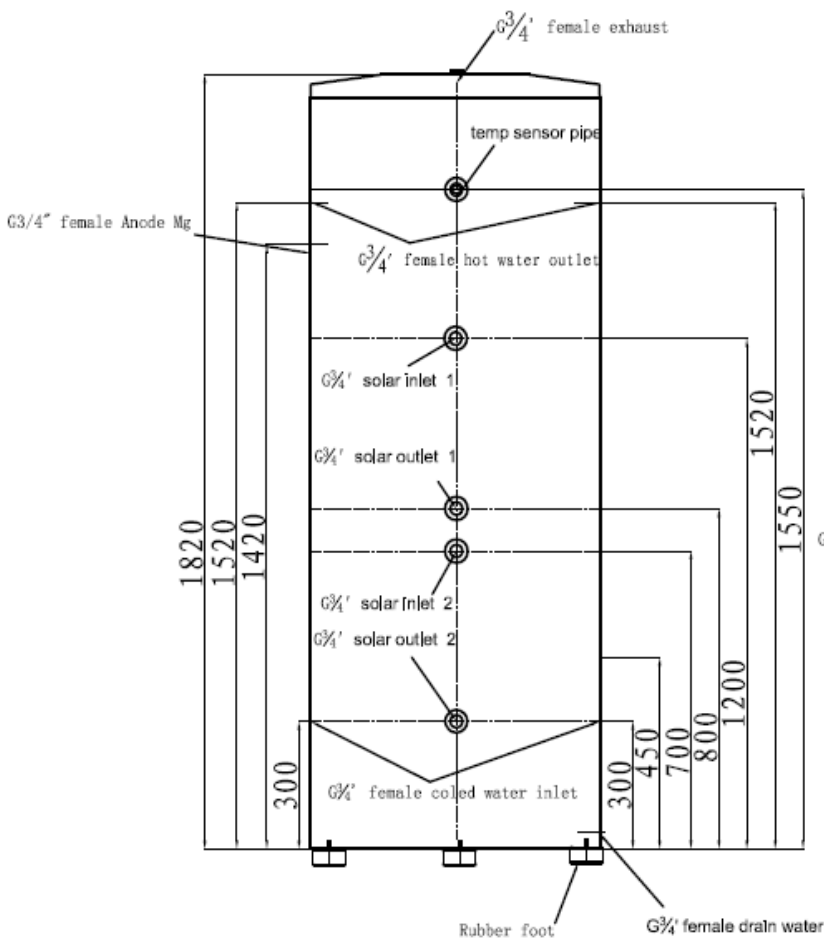 G3/4' female exhaust
temp sensor pipe
G3/4" female Anode Mg
G3/4' female hot water outlet
G3/4' solar inlet 1
G3/4' solar outlet 1
G3/4' solar inlet 2
G3/4' solar outlet 2
G3/4' female coled water inlet
1820
1520
1420
300
300
450
700
800
1200
1520
1550
G
Rubber foot
G3/4' female drain water